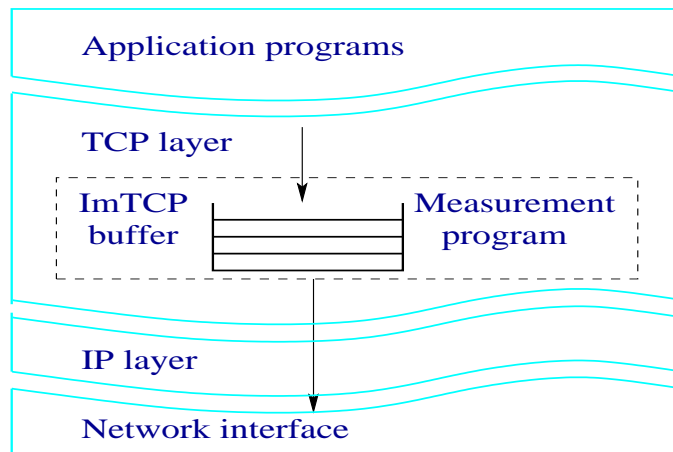 Application programs
TCP layer
ImTCP
buffer
Measurement
program
IP layer
Network interface